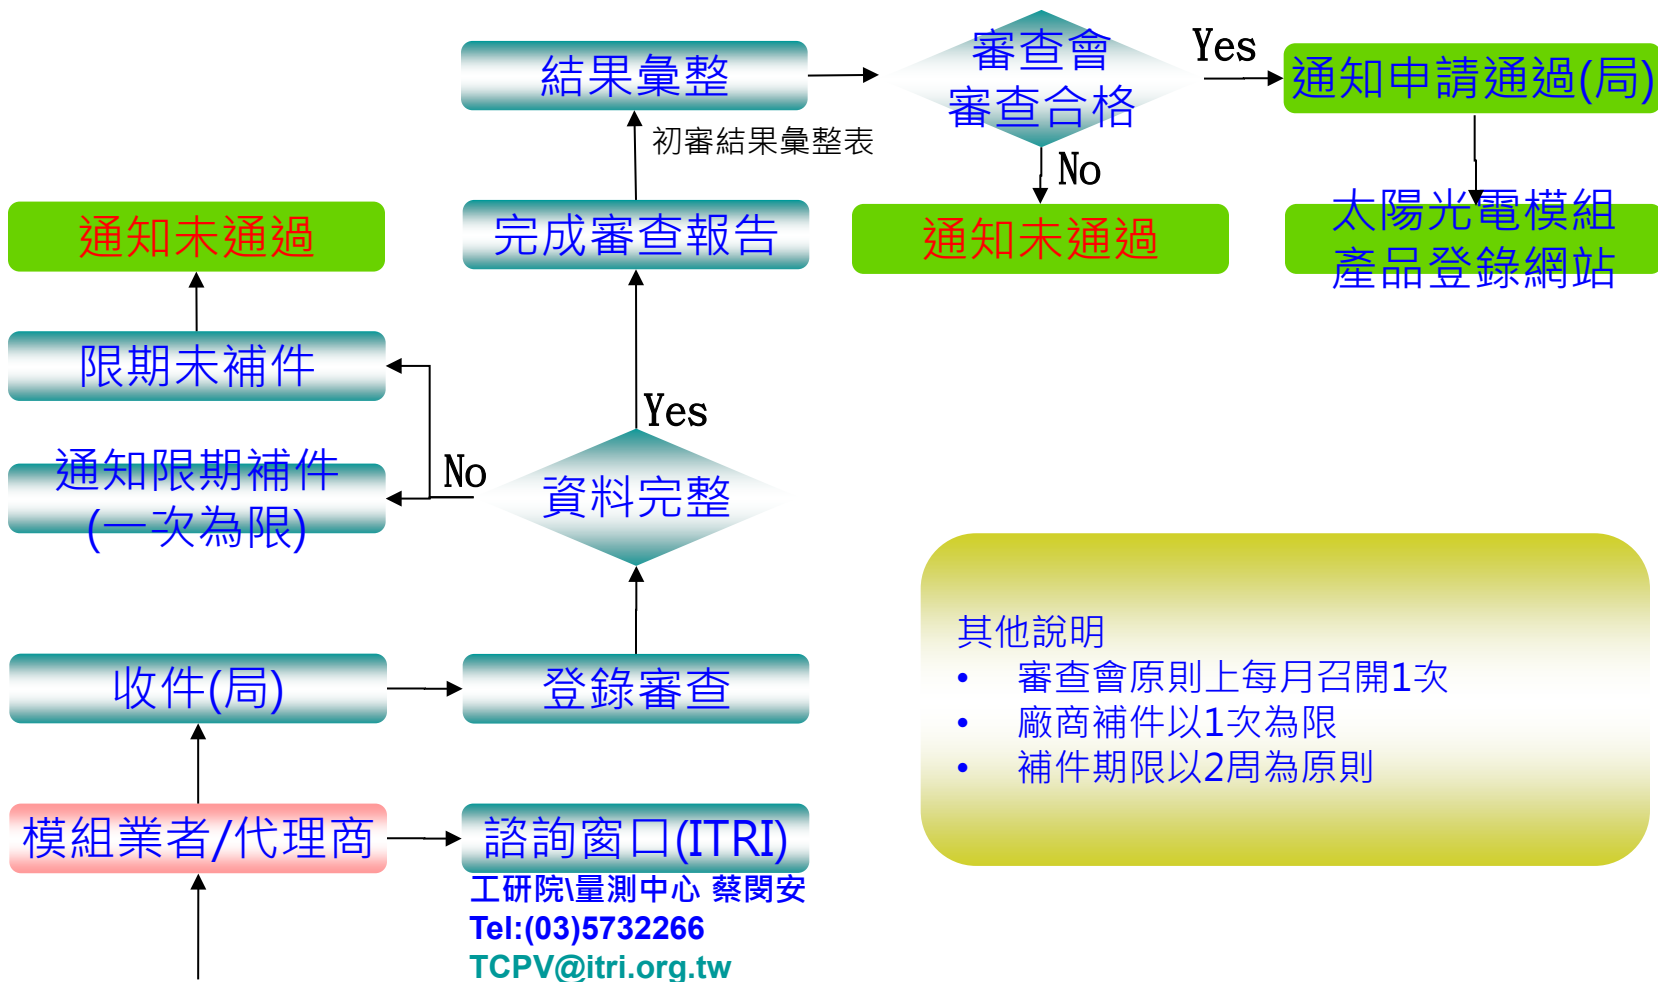 結果彙整
審查會
審查合格
Yes
通知申請通過(局)
初審結果彙整表
No
通知未通過
完成審查報告
通知未通過
太陽光電模組
產品登錄網站
限期未補件
Yes
通知限期補件
(一次為限)
No
資料完整
其他說明
• 審查會原則上每月召開1次
• 廠商補件以1次為限
• 補件期限以2周為原則
收件(局)
登錄審查
模組業者/代理商
諮詢窗口(ITRI)
工研院\量測中心 蔡閔安
Tel:(03)5732266
TCPV@itri.org.tw